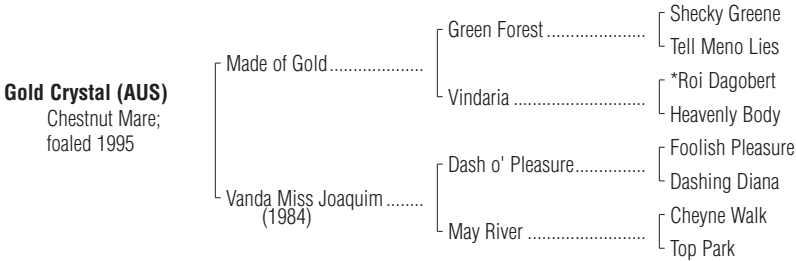 Gold Crystal (AUS)
Chestnut Mare;
foaled 1995
Made of Gold....................
Vanda Miss Joaquim ........
(1984)
Green Forest .....................
Vindaria ............................
Dash o' Pleasure...............
May River .........................
Shecky Greene
Tell Meno Lies
*Roi Dagobert
Heavenly Body
Foolish Pleasure
Dashing Diana
Cheyne Walk
Top Park